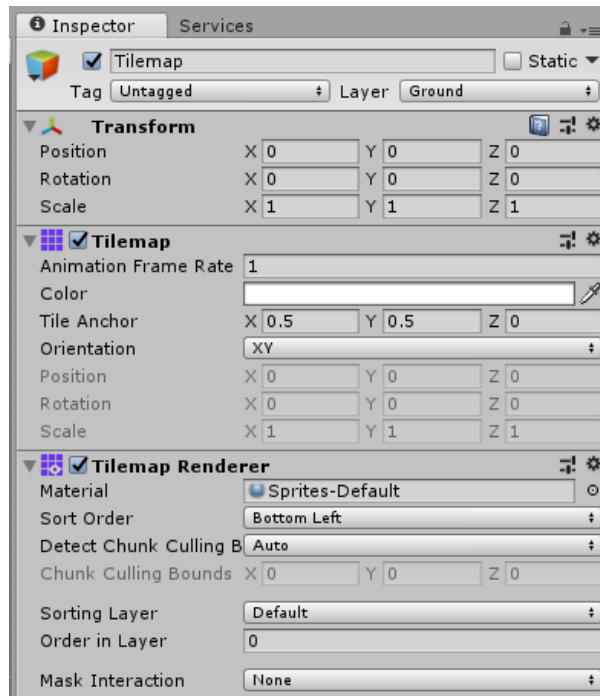 Inspector Services
Tilemap Static
Tag Untagged Layer Ground
Transform
Position X 0 Y 0 Z 0
Rotation X 0 Y 0 Z 0
Scale X 1 Y 1 Z 1
Tilemap
Animation Frame Rate 1
Color
Tile Anchor X 0.5 Y 0.5 Z 0
Orientation XY
Position X 0 Y 0 Z 0
Rotation X 0 Y 0 Z 0
Scale X 1 Y 1 Z 1
Tilemap Renderer
Material Sprites-Default
Sort Order Bottom Left
Detect Chunk Culling B Auto
Chunk Culling Bounds X 0 Y 0 Z 0
Sorting Layer Default
Order in Layer 0
Mask Interaction None